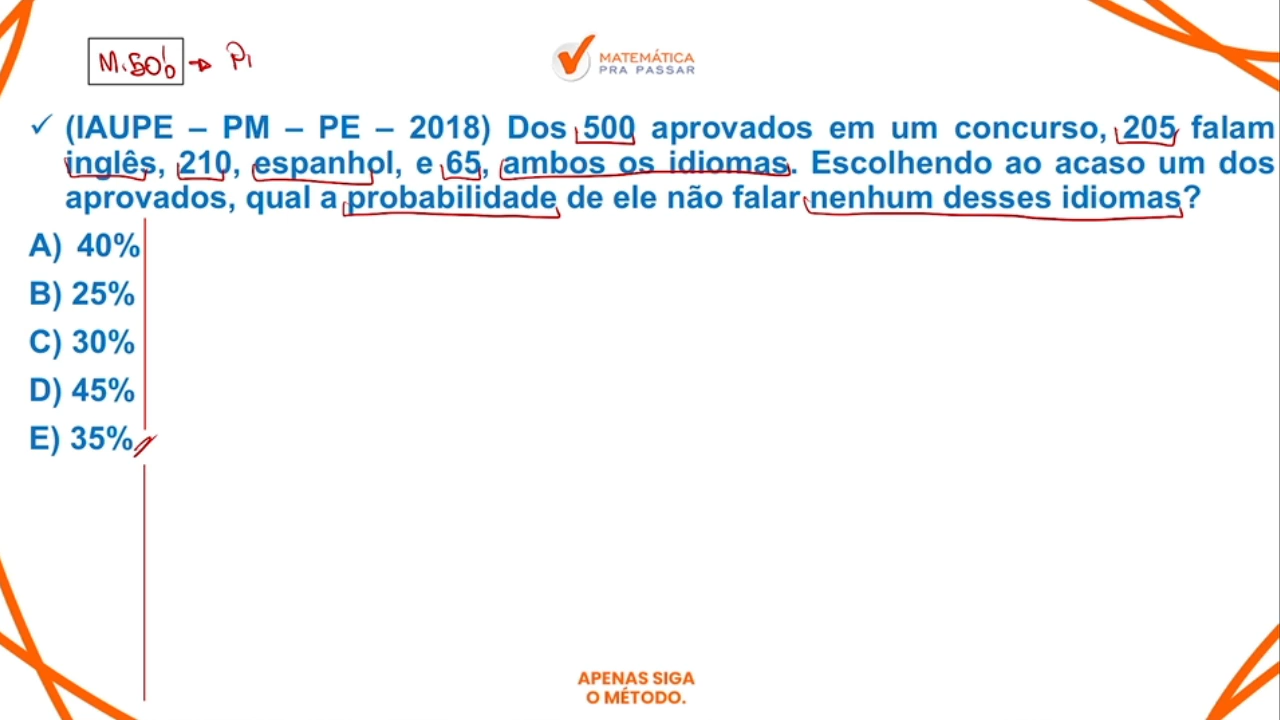 MATEMÁTICA
PRA PASSAR
✓ (IAUPE – PM – PE – 2018) Dos 500 aprovados em um concurso, 205 falam
inglês, 210, espanhol, e 65, ambos os idiomas. Escolhendo ao acaso um dos
aprovados, qual a probabilidade de ele não falar nenhum desses idiomas?
A) 40%
B) 25%
C) 30%
D) 45%
E) 35%
APENAS SIGA
O MÉTODO.